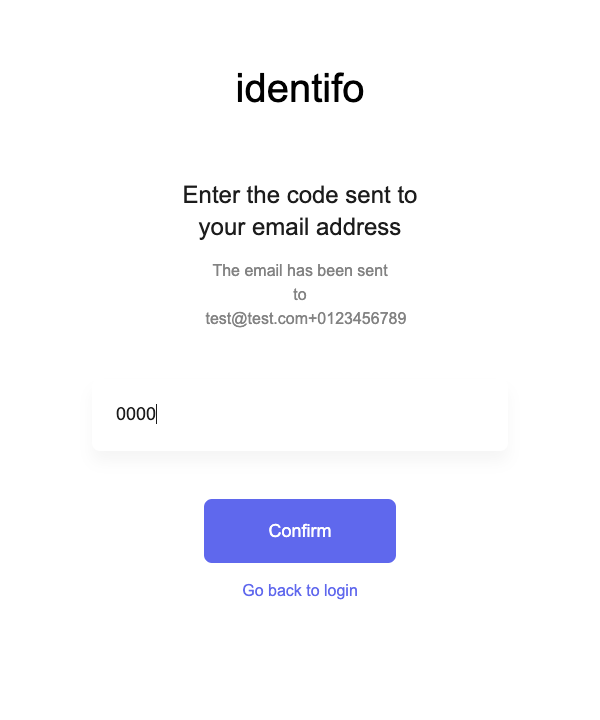 identifo
Enter the code sent to
your email address
The email has been sent
to
test@test.com+0123456789
0000
Confirm
Go back to login